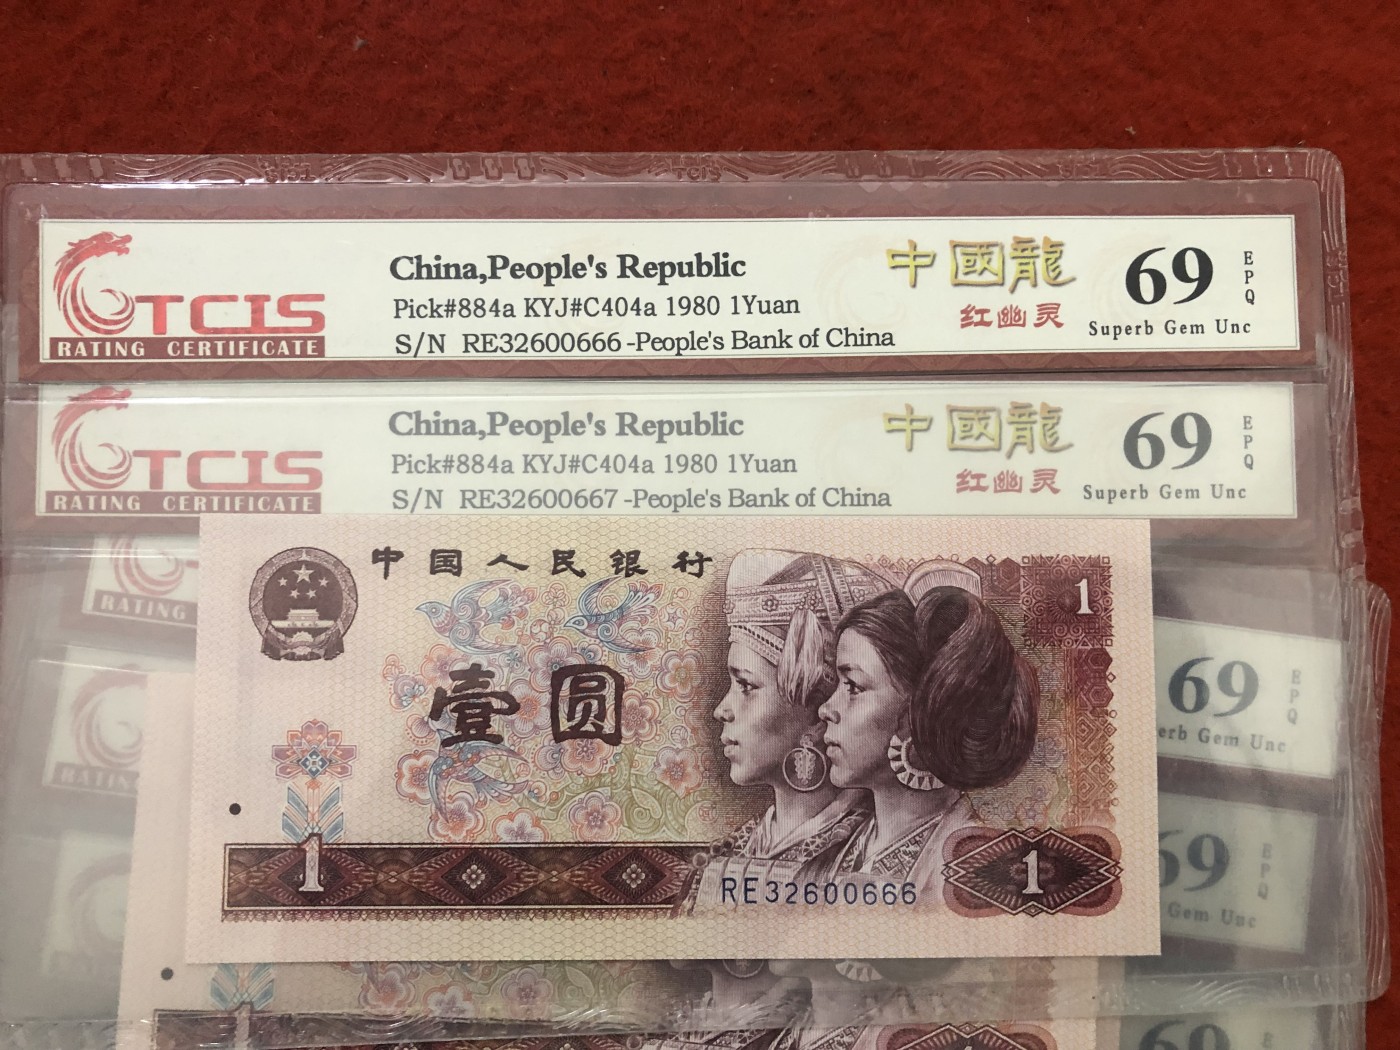 TCIS
RATING CERTIFICATE
China,People's Republic
Pick#884a KYJ#C404a 1980 1Yuan
S/N RE32600666 -People's Bank of China
中國龍
红幽灵
69
EPQ
Superb Gem Unc
TCIS
RATING CERTIFICATE
China,People's Republic
Pick#884a KYJ#C404a 1980 1Yuan
S/N RE32600667 -People's Bank of China
中國龍
红幽灵
69
EPQ
Superb Gem Unc
RATING
中国人民银行
1
壹圆
1
RE32600666
1
69
EPQ
Gem Unc
RATING
69
EPQ
Gem Unc
69